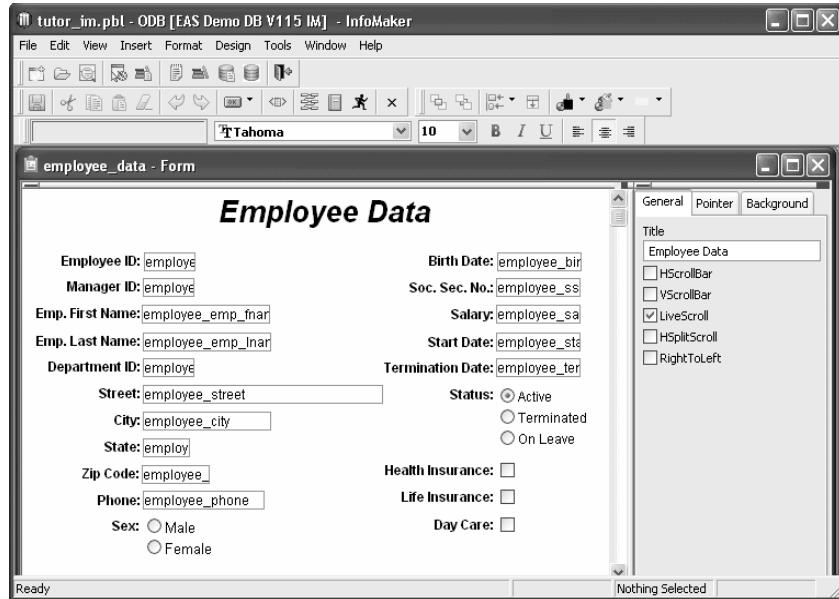 tutor_im.pbl - ODB [EAS Demo DB V115 IM] - InfoMaker
File Edit View Insert Format Design Tools Window Help
Tahoma 10 B I U
employee_data - Form
Employee Data
Employee ID: employe
Manager ID: employe
Emp. First Name: employee_emp_fnar
Emp. Last Name: employee_emp_lnar
Department ID: employe
Street: employee_street
City: employee_city
State: employ
Zip Code: employee_
Phone: employee_phone
Sex: Male
Female
Birth Date: employee_bir
Soc. Sec. No.: employee_ss
Salary: employee_sa
Start Date: employee_sta
Termination Date: employee_ter
Status: Active
Terminated
On Leave
Health Insurance:
Life Insurance:
Day Care:
General Pointer Background
Title
Employee Data
HScrollBar
VScrollBar
LiveScroll
HSplitScroll
RightToLeft
Ready Nothing Selected